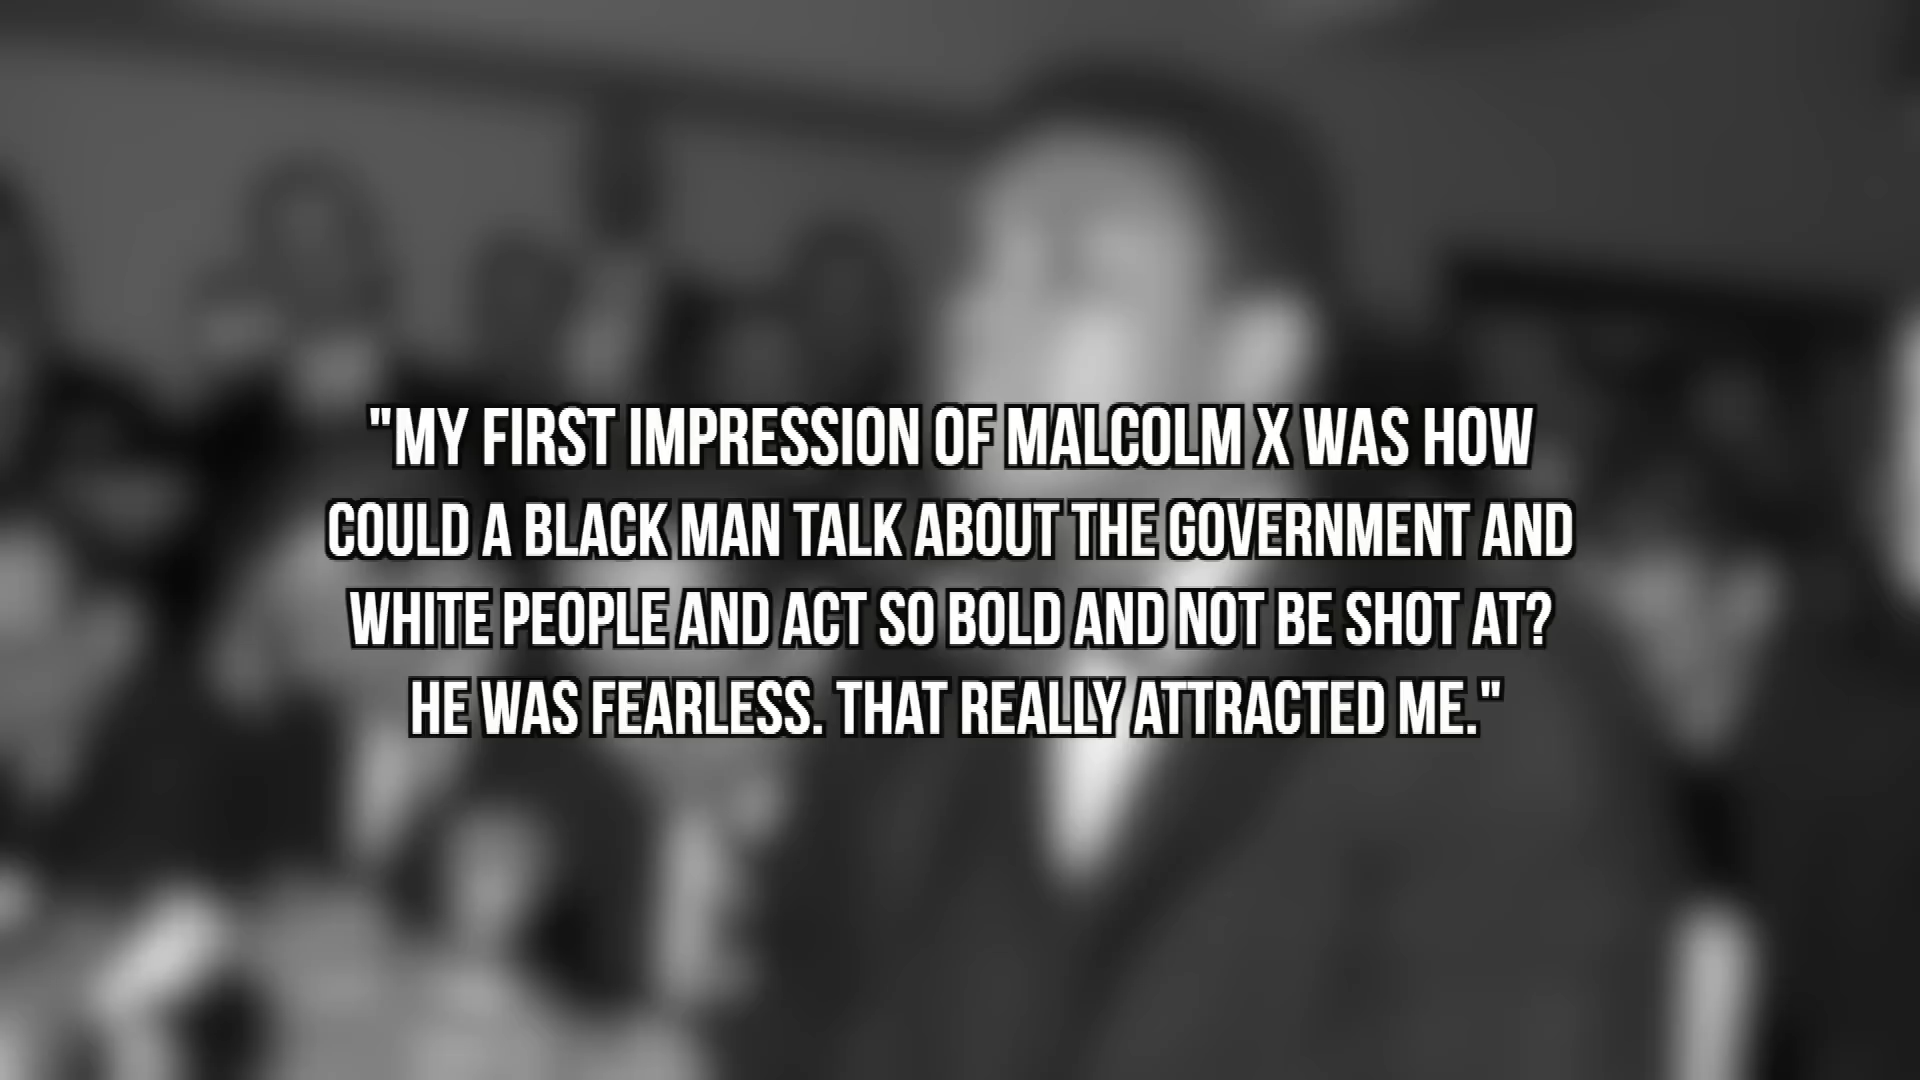 "MY FIRST IMPRESSION OF MALCOLM X WAS HOW
COULD A BLACK MAN TALK ABOUT THE GOVERNMENT AND
WHITE PEOPLE AND ACT SO BOLD AND NOT BE SHOT AT?
HE WAS FEARLESS. THAT REALLY ATTRACTED ME."